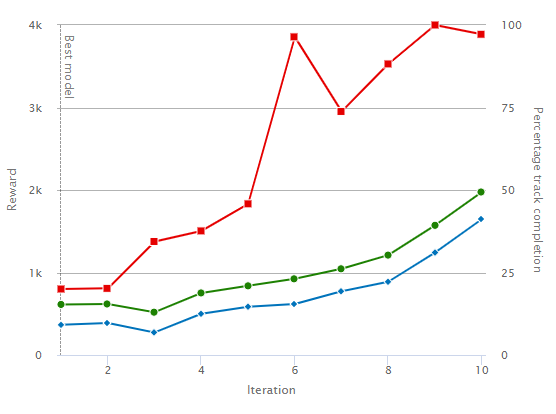 4k
3k
2k
1k
0
Reward
Best model
100
75
50
25
0
Percentage track completion
2
4
6
8
10
Iteration